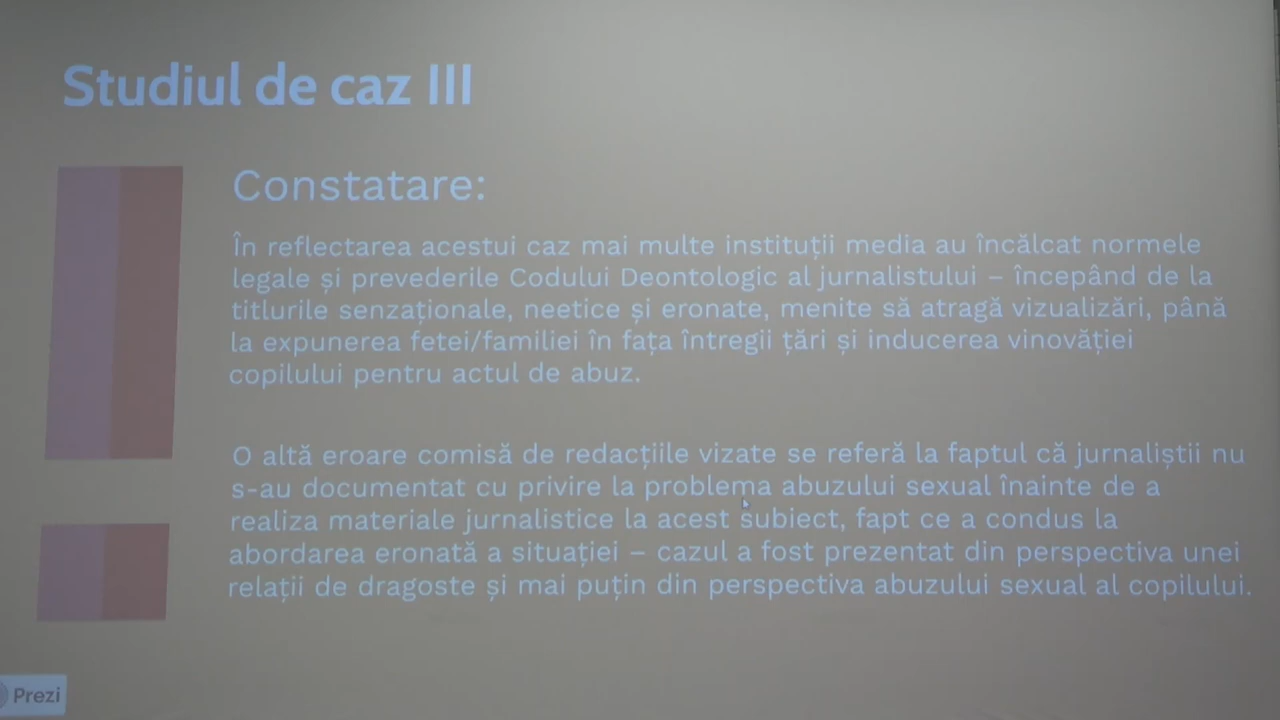 Studiul de caz III
Constatare:
În reflectarea acestui caz mai multe instituții media au încălcat normele
legale și prevederile Codului Deontologic al jurnalistului – începând de la
titlurile senzaționale, neetice și eronate, menite să atragă vizualizări, până
la expunerea fetei/familiei în fața întregii țări și inducerea vinovăției
copilului pentru actul de abuz.
O altă eroare comisă de redacțiile vizate se referă la faptul că jurnaliștii nu
s-au documentat cu privire la problema abuzului sexual înainte de a
realiza materiale jurnalistice la acest subiect, fapt ce a condus la
abordarea eronată a situației – cazul a fost prezentat din perspectiva unei
relații de dragoste și mai puțin din perspectiva abuzului sexual al copilului.
Prezi